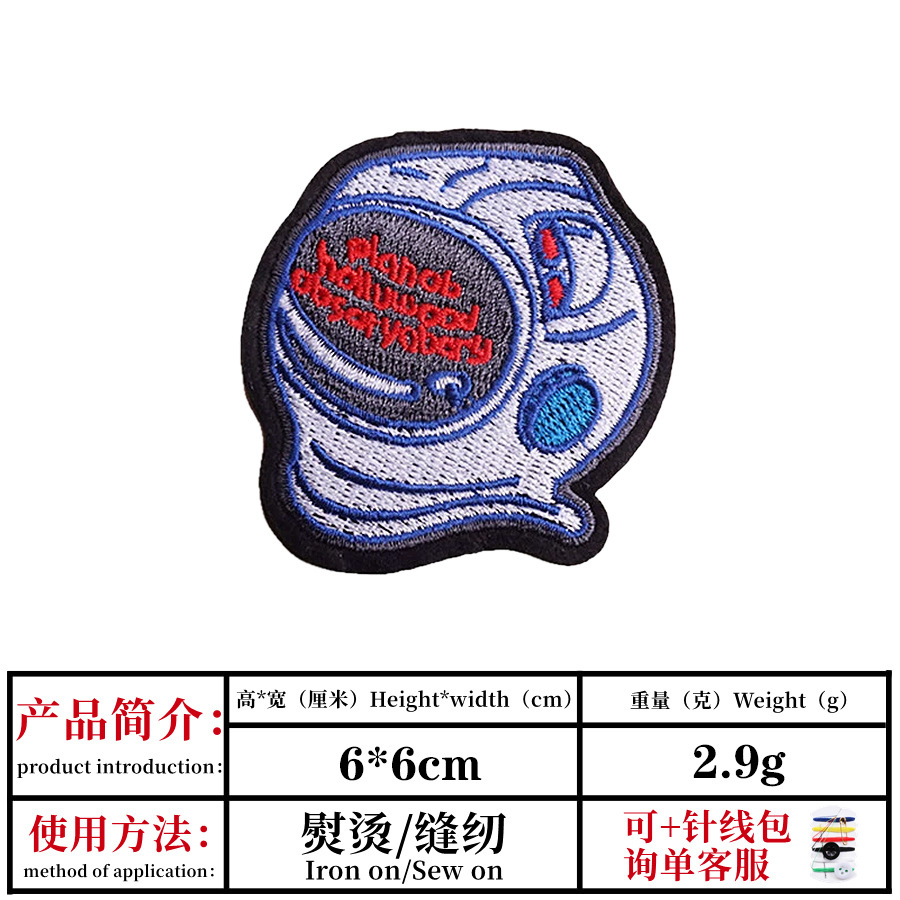 planob
hollywood
obseryobery
产品简介:
product introduction:
高*宽（厘米）Height*width（cm）
6*6cm
重量（克）Weight（g）
2.9g
使用方法:
method of application:
熨烫/缝纫
Iron on/Sew on
可+针线包
询单客服